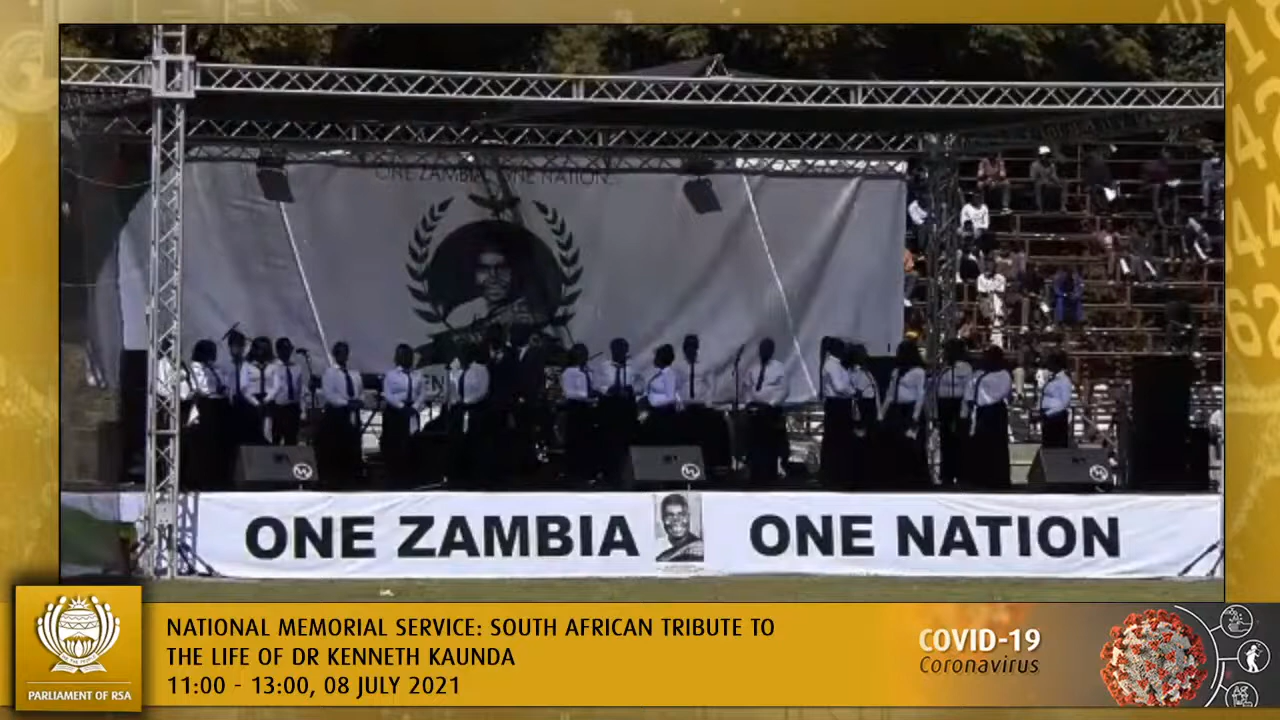 ONE ZAMBIA ONE NATION
ONE ZAMBIA ONE NATION
NATIONAL MEMORIAL SERVICE: SOUTH AFRICAN TRIBUTE TO
THE LIFE OF DR KENNETH KAUNDA
11:00 - 13:00, 08 JULY 2021
PARLIAMENT OF RSA
COVID-19
Coronavirus